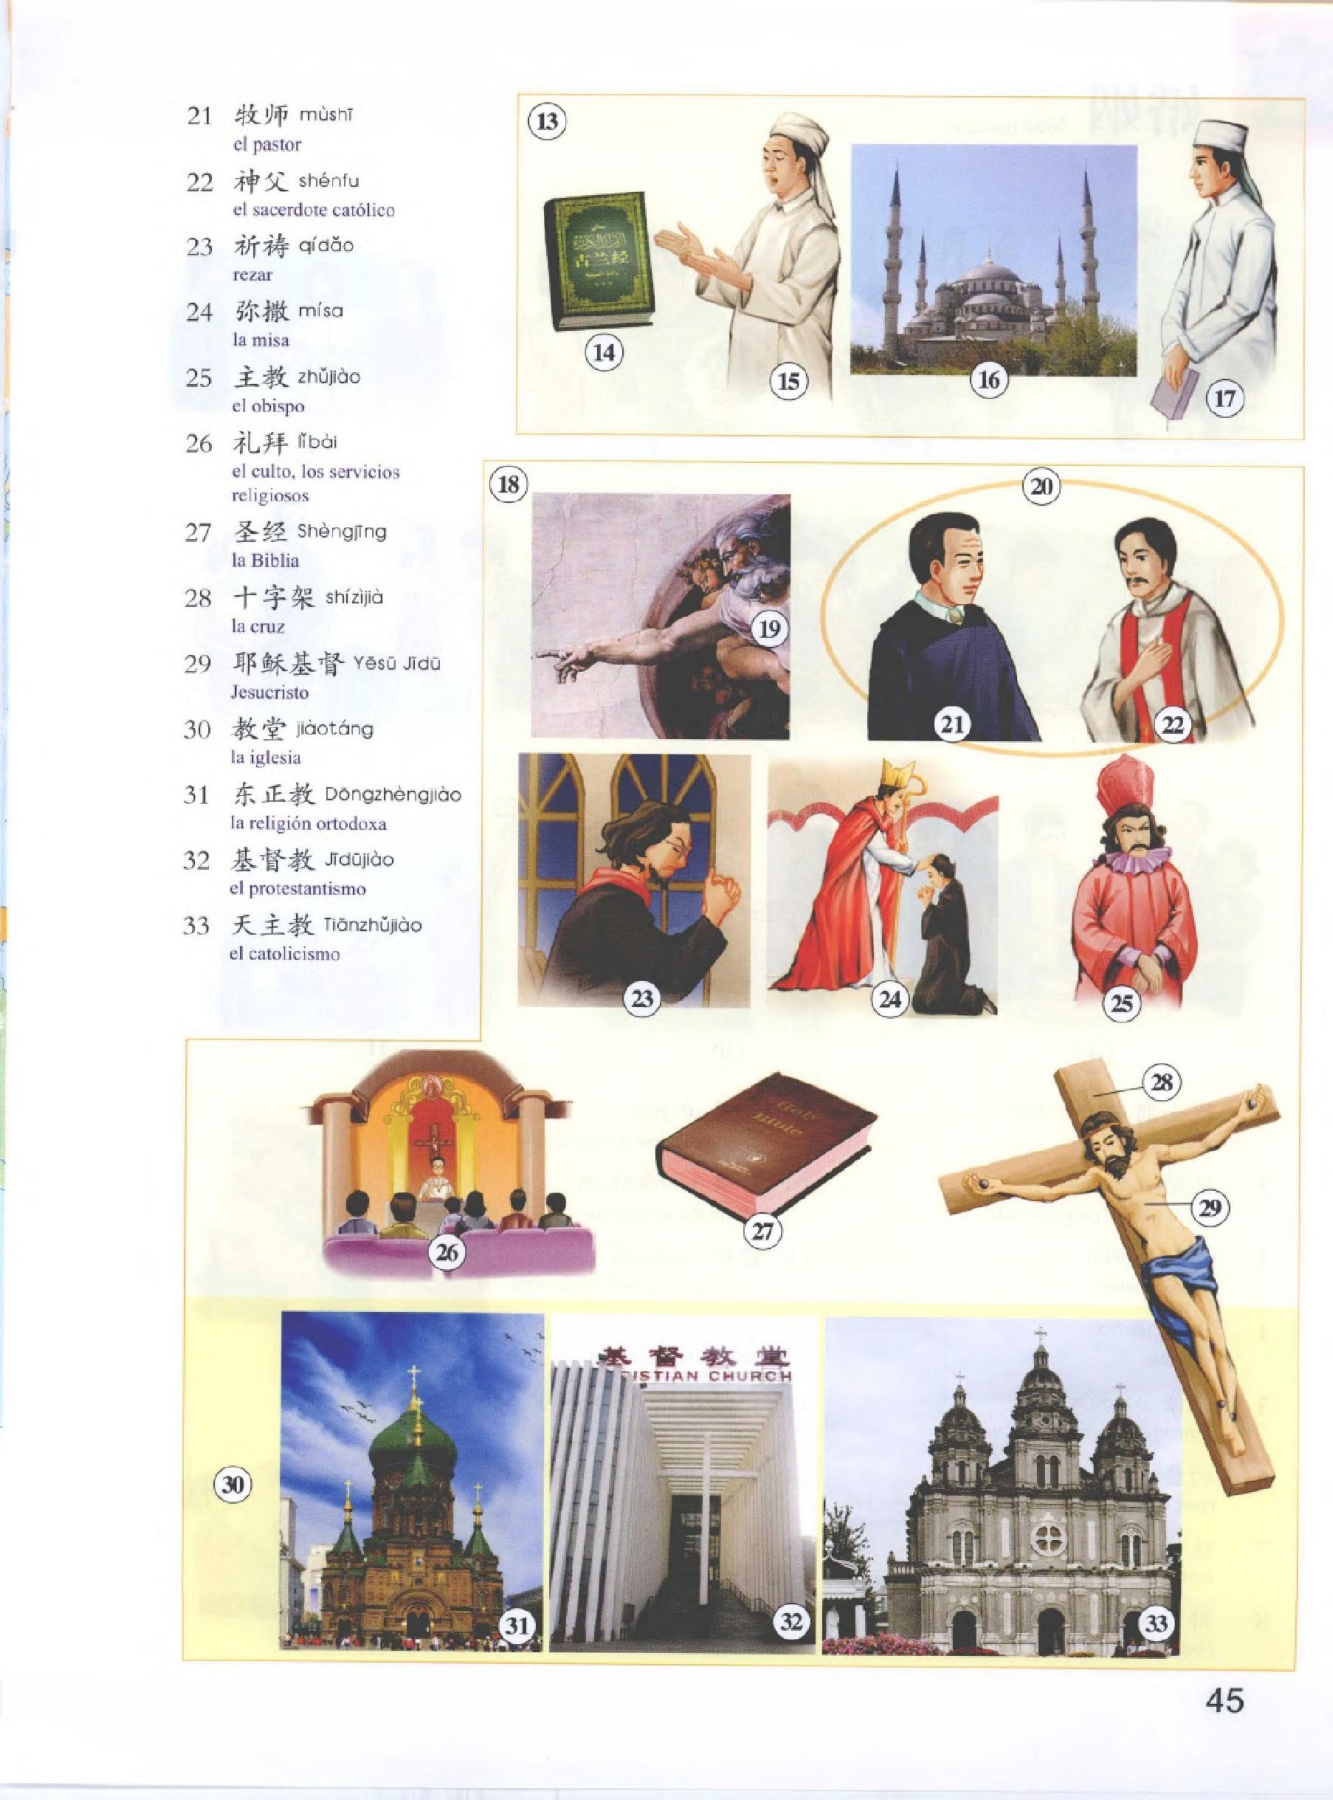 21 牧师 mùshī
el pastor
22 神父 shénfu
el sacerdote católico
23 祈祷 qídǎo
rezar
24 弥撒 mísa
la misa
25 主教 zhǔjiào
el obispo
26 礼拜 lǐbài
el culto, los servicios
religiosos
27 圣经 Shèngjīng
la Biblia
28 十字架 shízìjià
la cruz
29 耶稣基督 Yēsū Jīdū
Jesucristo
30 教堂 jiàotáng
la iglesia
31 东正教 Dōngzhèngjiào
la religión ortodoxa
32 基督教 Jīdūjiào
el protestantismo
33 天主教 Tiānzhǔjiào
el catolicismo
13
古兰经
14
15
16
17
18
20
19
21
22
23
24
25
28
Holy
Bible
29
27
26
基督教堂
ISTIAN CHURCH
30
31
32
33
45